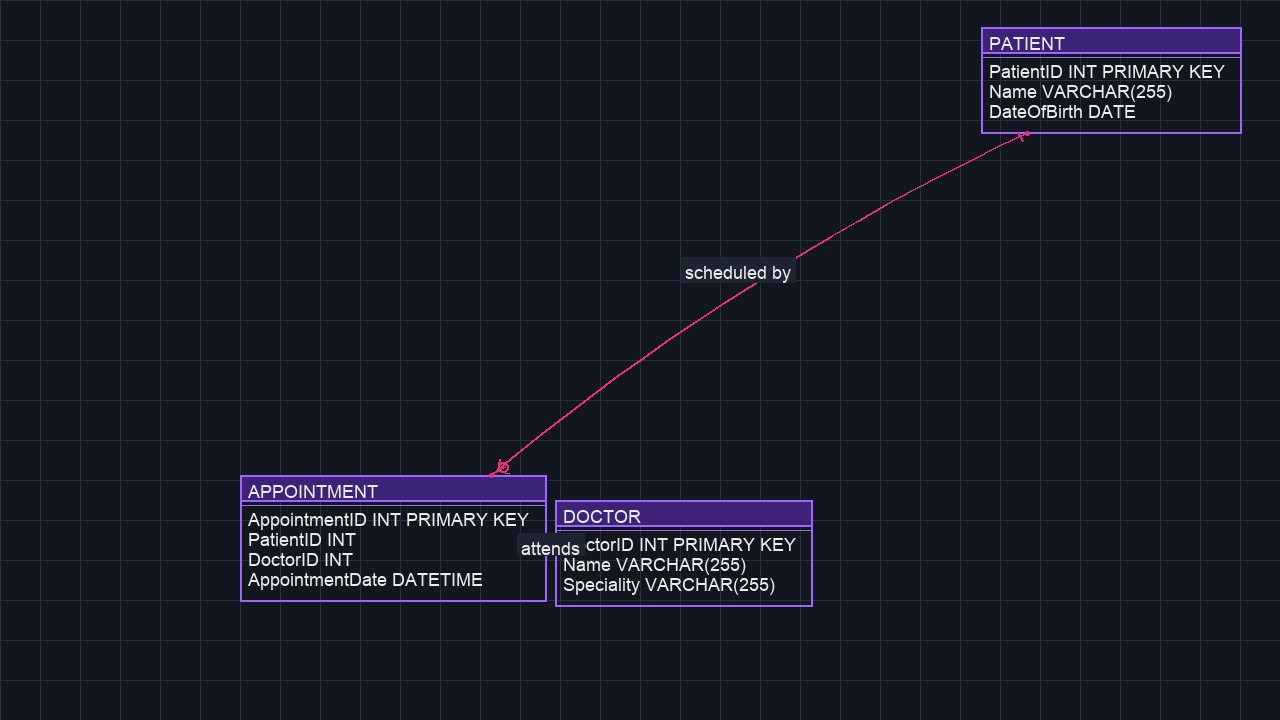 PATIENT
PatientID INT PRIMARY KEY
Name VARCHAR(255)
DateOfBirth DATE
scheduled by
APPOINTMENT
AppointmentID INT PRIMARY KEY
PatientID INT
DoctorID INT
AppointmentDate DATETIME
attends
DOCTOR
ctorID INT PRIMARY KEY
Name VARCHAR(255)
Speciality VARCHAR(255)